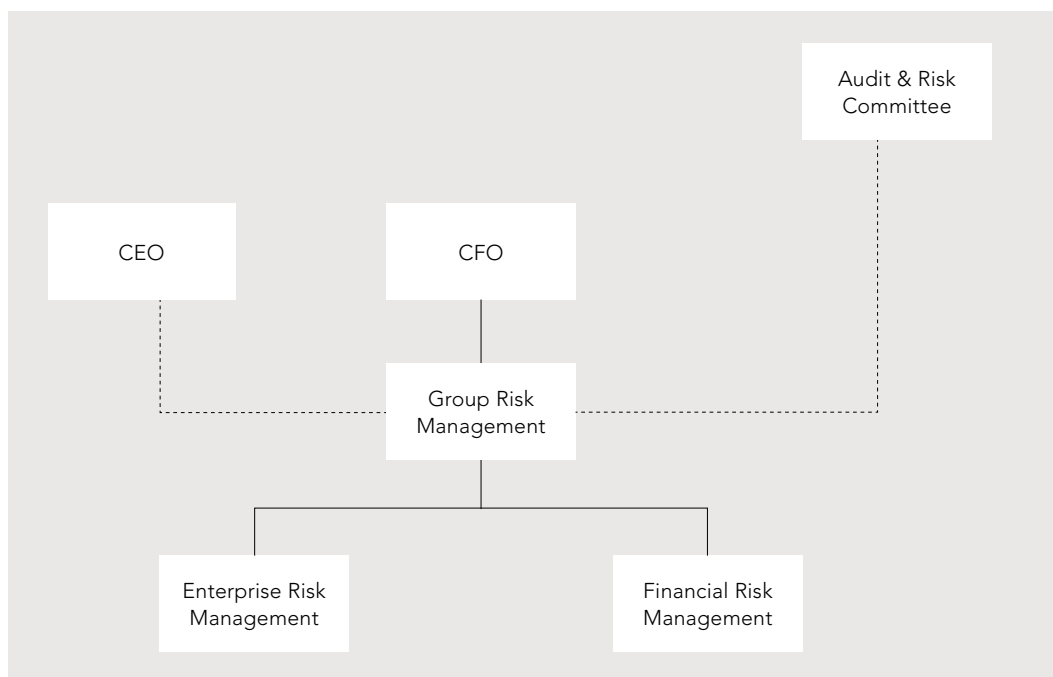 Audit & Risk
Committee
CEO
CFO
Group Risk
Management
Enterprise Risk
Management
Financial Risk
Management